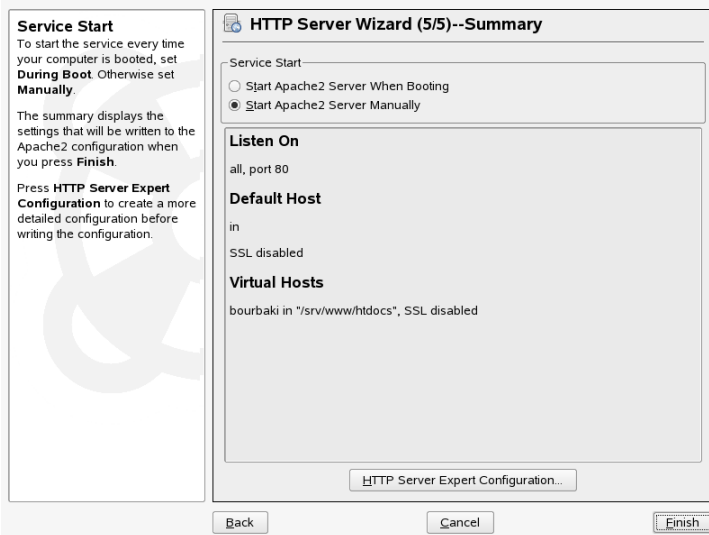 Service Start
To start the service every time
your computer is booted, set
During Boot. Otherwise set
Manually.
The summary displays the
settings that will be written to the
Apache2 configuration when
you press Finish.
Press HTTP Server Expert
Configuration to create a more
detailed configuration before
writing the configuration.
HTTP Server Wizard (5/5)--Summary
Service Start
Start Apache2 Server When Booting
Start Apache2 Server Manually
Listen On
all, port 80
Default Host
in
SSL disabled
Virtual Hosts
bourbaki in "/srv/www/htdocs", SSL disabled
HTTP Server Expert Configuration...
Back
Cancel
Finish